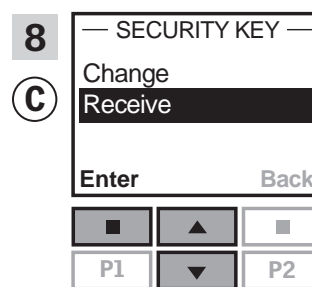 8
C
SECURITY KEY
Change
Receive
Enter Back
P1 P2